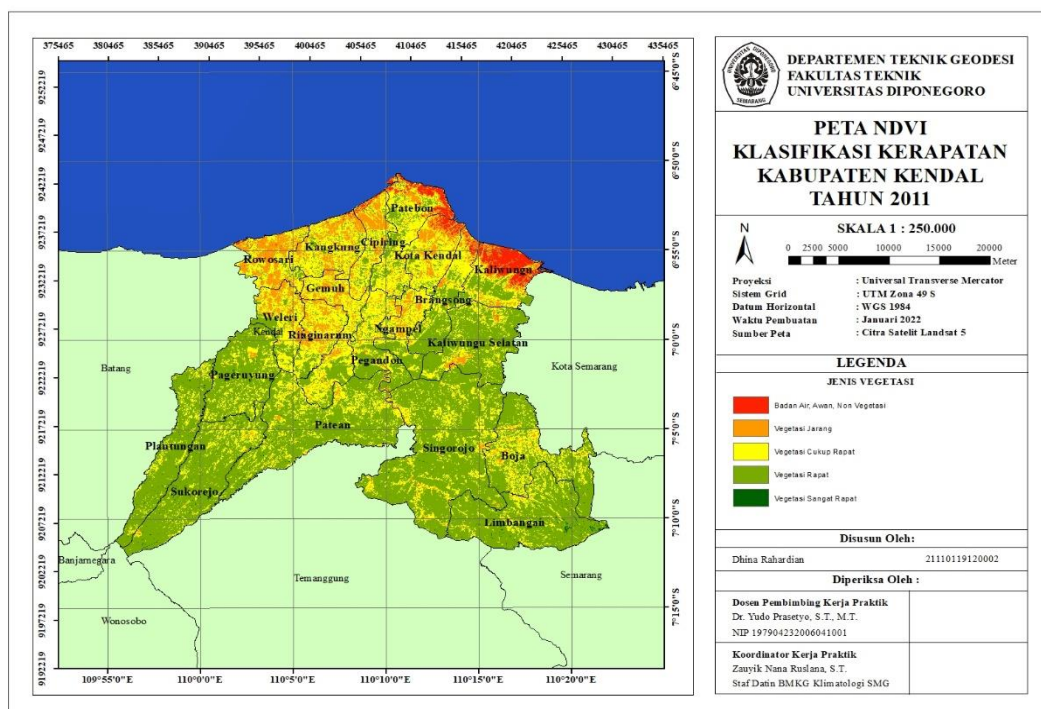 375465 380465 385465 390465 395465 400465 405465 410465 415465 420465 425465 430465 435465
9252219
9247219
9242219
9237219
9232219
9227219
9222219
9217219
9212219
9207219
9202219
9197219
9192219
6°45'0"S
6°50'0"S
6°55'0"S
7°0'0"S
7°5'0"S
7°10'0"S
7°15'0"S
109°55'0"E 110°0'0"E 110°5'0"E 110°10'0"E 110°15'0"E 110°20'0"E
Patebon
Cipiring
Kangkung
Kota Kendal
Rowosari
Kaliwungu
Gemuh
Brangsong
Weleri
Kendal
Ringinarum
Ngampel
Kaliwungu Selatan
Pegandon
Batang
Kota Semarang
Pageruyung
Patean
Plantungan
Singorojo
Boja
Sukorejo
Limbangan
Banjarnegara
Temanggung
Semarang
Wonosobo
UNIVERSITAS DIPONEGORO
SEMARANG
DEPARTEMEN TEKNIK GEODESI
FAKULTAS TEKNIK
UNIVERSITAS DIPONEGORO
PETA NDVI
KLASIFIKASI KERAPATAN
KABUPATEN KENDAL
TAHUN 2011
N
SKALA 1 : 250.000
0 2500 5000 10000 15000 20000
Meter
Proyeksi : Universal Transverse Mercator
Sistem Grid : UTM Zona 49 S
Datum Horizontal : WGS 1984
Waktu Pembuatan : Januari 2022
Sumber Peta : Citra Satelit Landsat 5
LEGENDA
JENIS VEGETASI
Badan Air, Awan, Non Vegetasi
Vegetasi Jarang
Vegetasi Cukup Rapat
Vegetasi Rapat
Vegetasi Sangat Rapat
Disusun Oleh:
Dhina Rahardian 21110119120002
Diperiksa Oleh :
Dosen Pembimbing Kerja Praktik
Dr. Yudo Prasetyo, S.T., M.T.
NIP 197904232006041001
Koordinator Kerja Praktik
Zauyik Nana Ruslana, S.T.
Staf Datin BMKG Klimatologi SMG